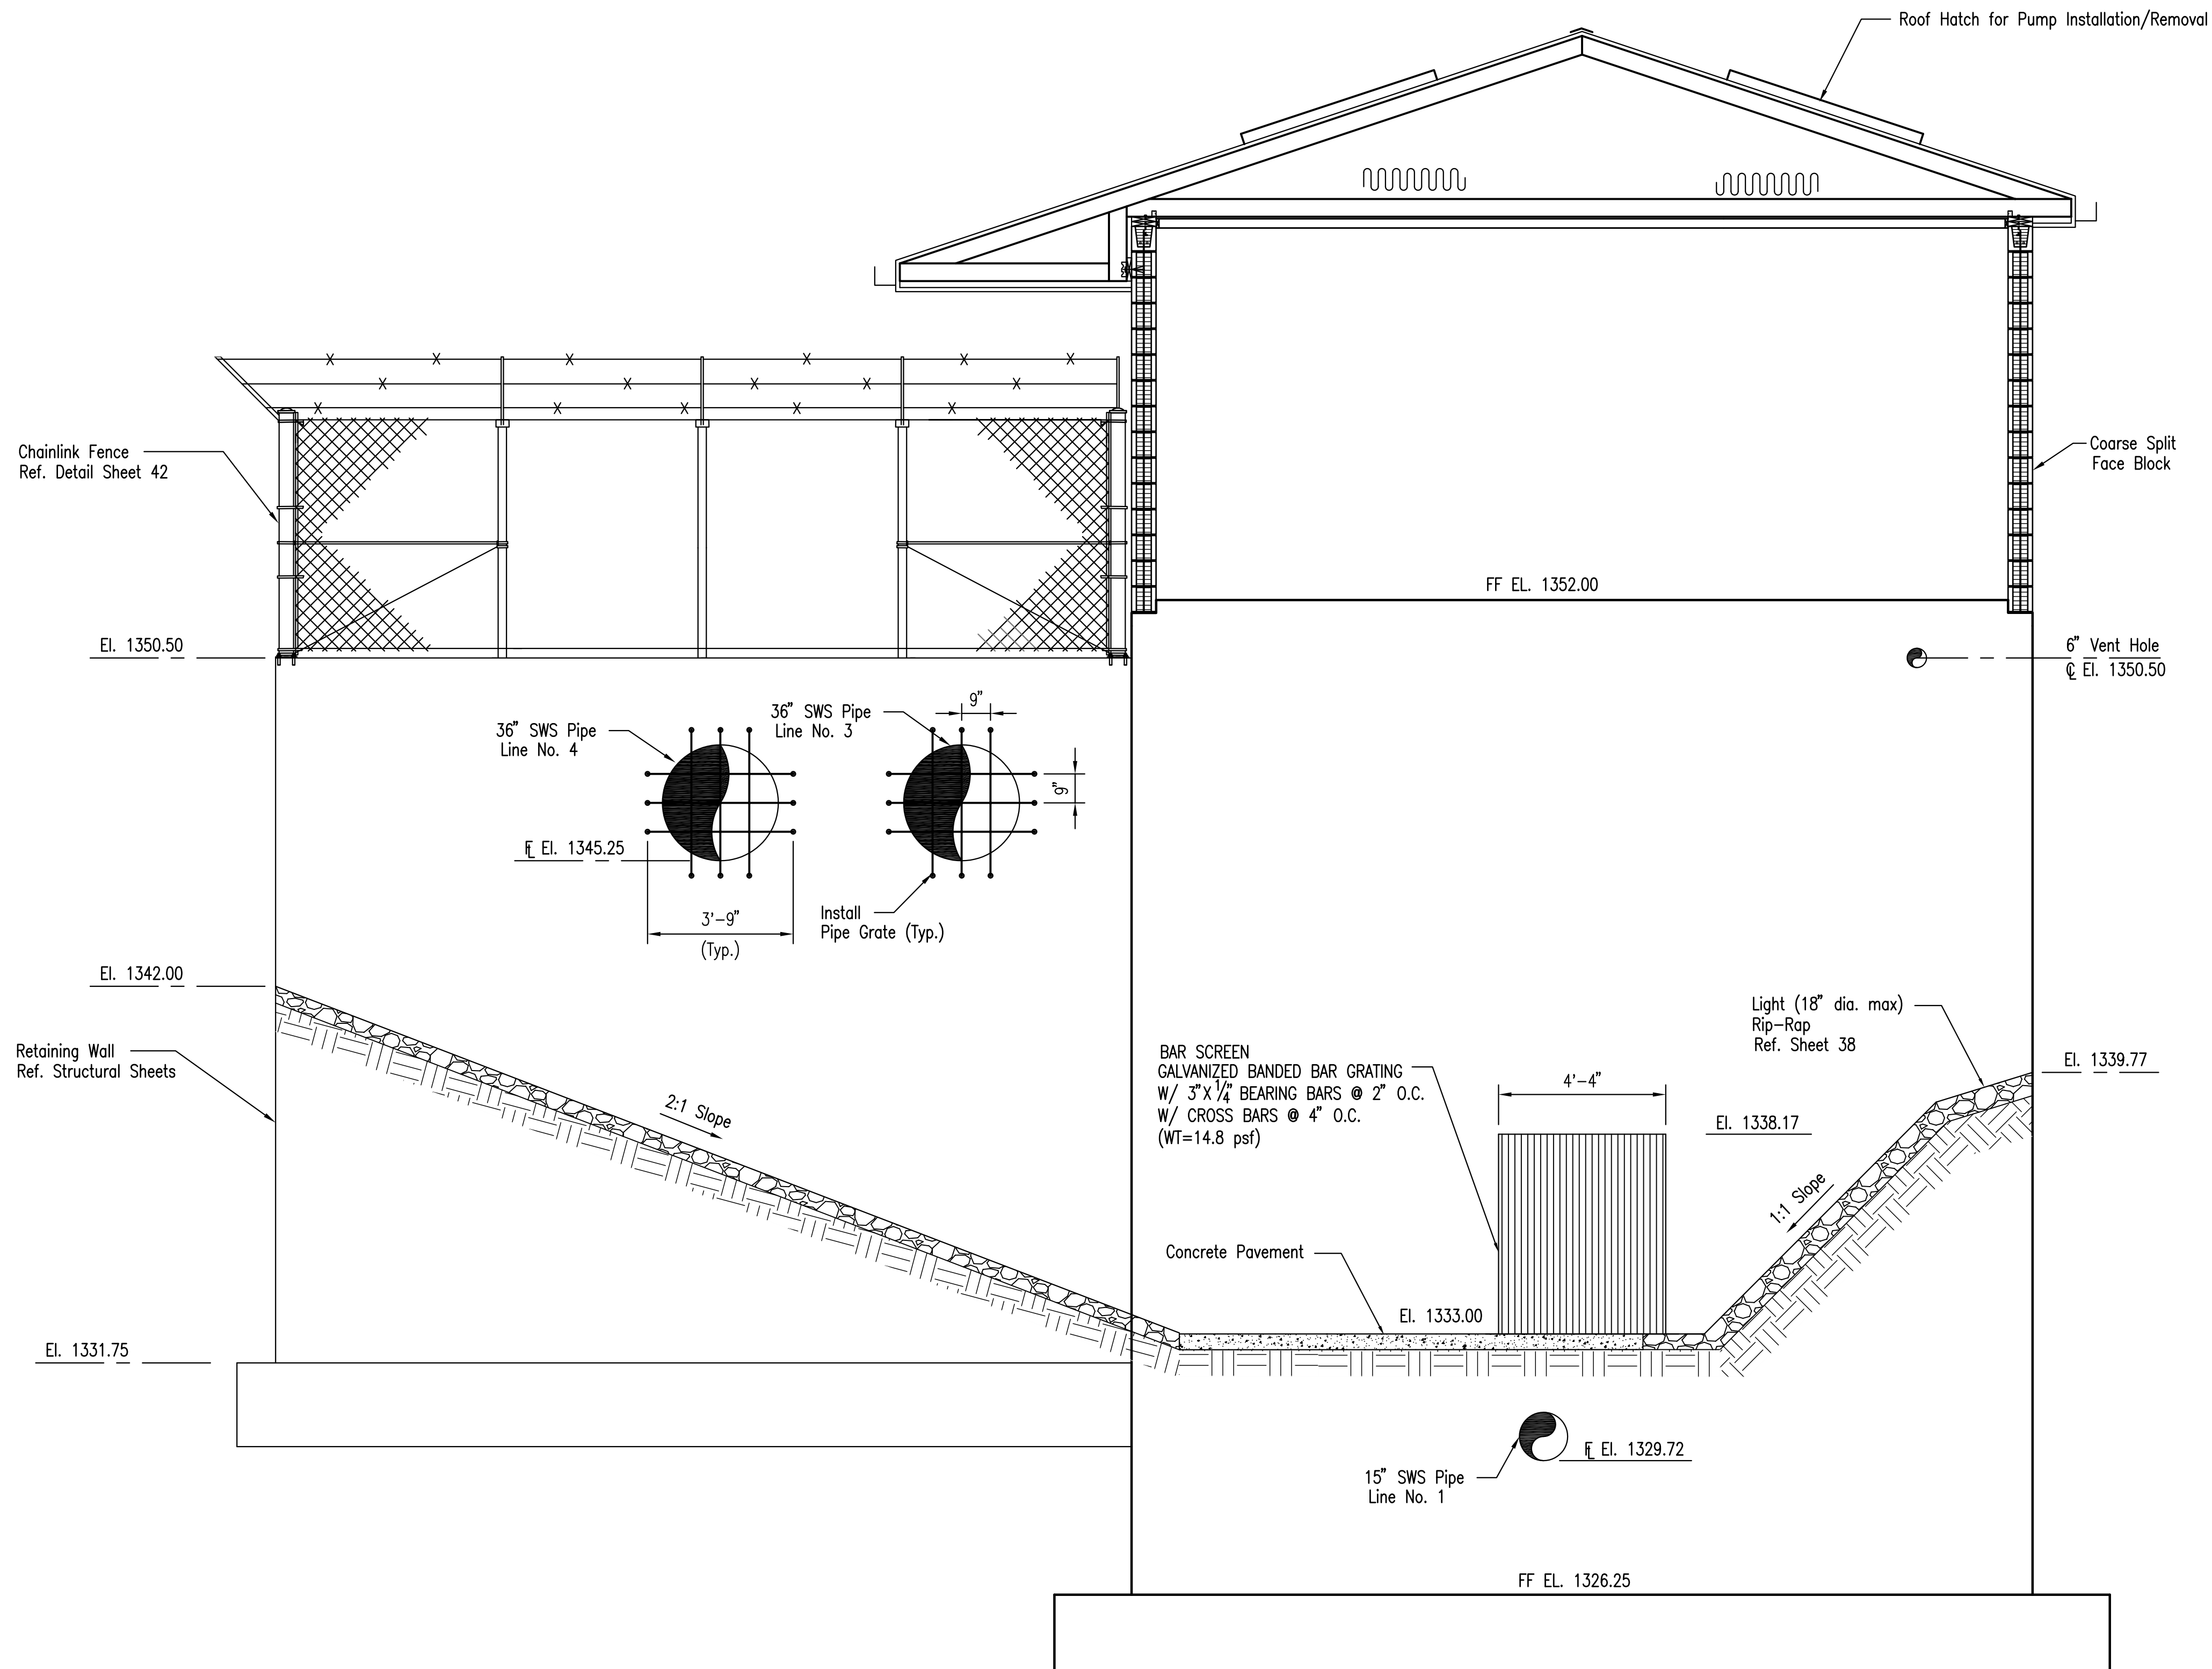 Roof Hatch for Pump Installation/Removal
Chainlink Fence
Ref. Detail Sheet 42
Coarse Split
Face Block
FF EL. 1352.00
El. 1350.50
6" Vent Hole
℄ El. 1350.50
36" SWS Pipe
Line No. 4
36" SWS Pipe
Line No. 3
9"
9"
FL El. 1345.25
3'-9"
(Typ.)
Install
Pipe Grate (Typ.)
El. 1342.00
Light (18" dia. max)
Rip-Rap
Ref. Sheet 38
Retaining Wall
Ref. Structural Sheets
El. 1339.77
BAR SCREEN
GALVANIZED BANDED BAR GRATING
W/ 3"X 1/4" BEARING BARS @ 2" O.C.
W/ CROSS BARS @ 4" O.C.
(WT=14.8 psf)
4'-4"
El. 1338.17
2:1 Slope
1:1 Slope
Concrete Pavement
El. 1333.00
El. 1331.75
FL El. 1329.72
15" SWS Pipe
Line No. 1
FF EL. 1326.25